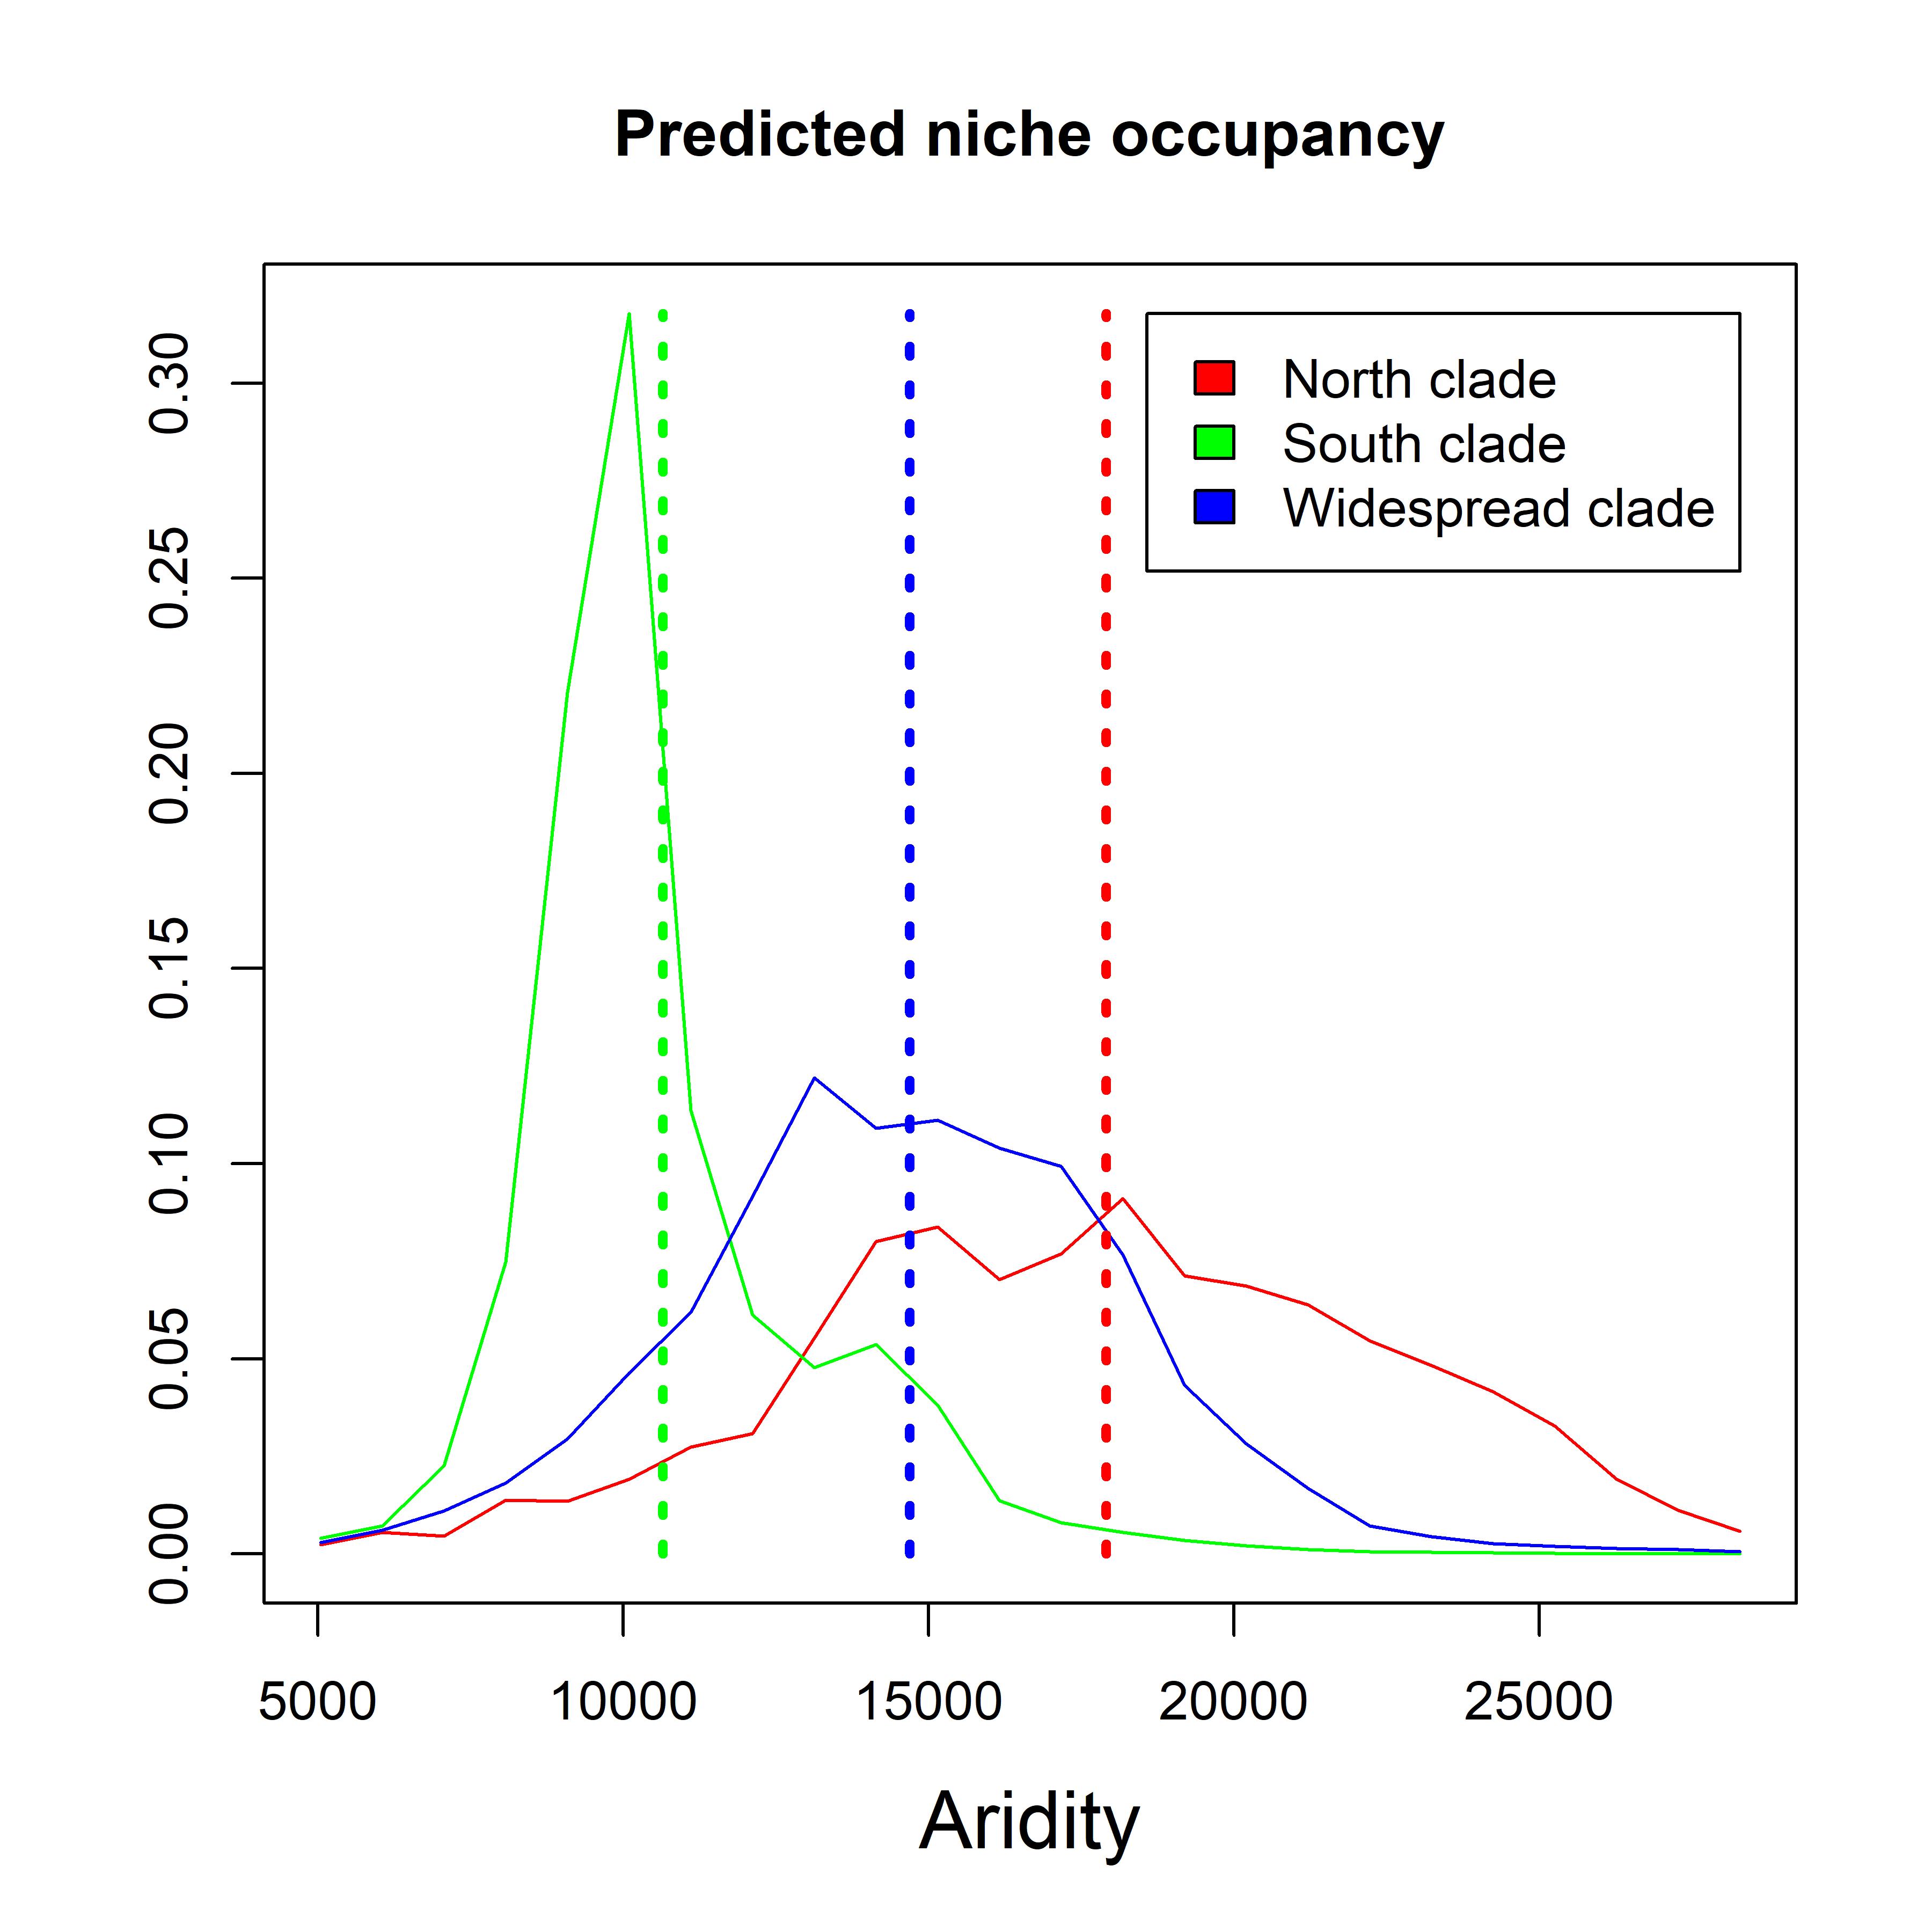 Predicted niche occupancy
North clade
South clade
Widespread clade
0.30
0.25
0.20
0.15
0.10
0.05
0.00
5000 10000 15000 20000 25000
Aridity